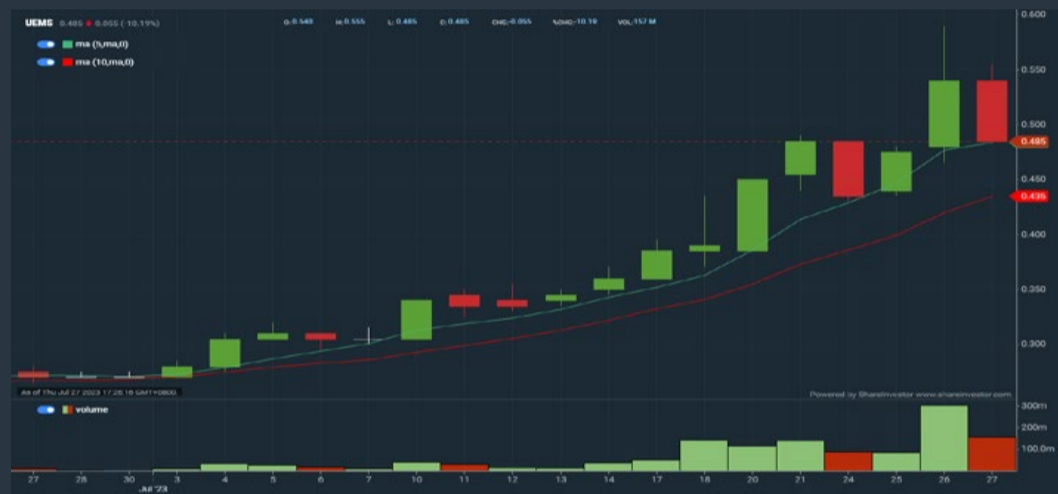 UEMS 0.485 0.055 (-10.19%) O: 0.540 H: 0.555 L: 0.485 C: 0.485 CHG:-0.055 %CHG:-10.19 VOL:157 M
ma (5,ma,0)
ma (10,ma,0)
0.600
0.550
0.500
0.485
0.450
0.435
0.400
0.350
0.300
As of Thu Jul 27 2023 17:26:16 GMT+0800. Powered by ShareInvestor www.shareinvestor.com
volume
300m
200m
100.0m
27 28 30 3 4 5 6 7 10 11 12 13 14 17 18 20 21 24 25 26 27
Jul '23